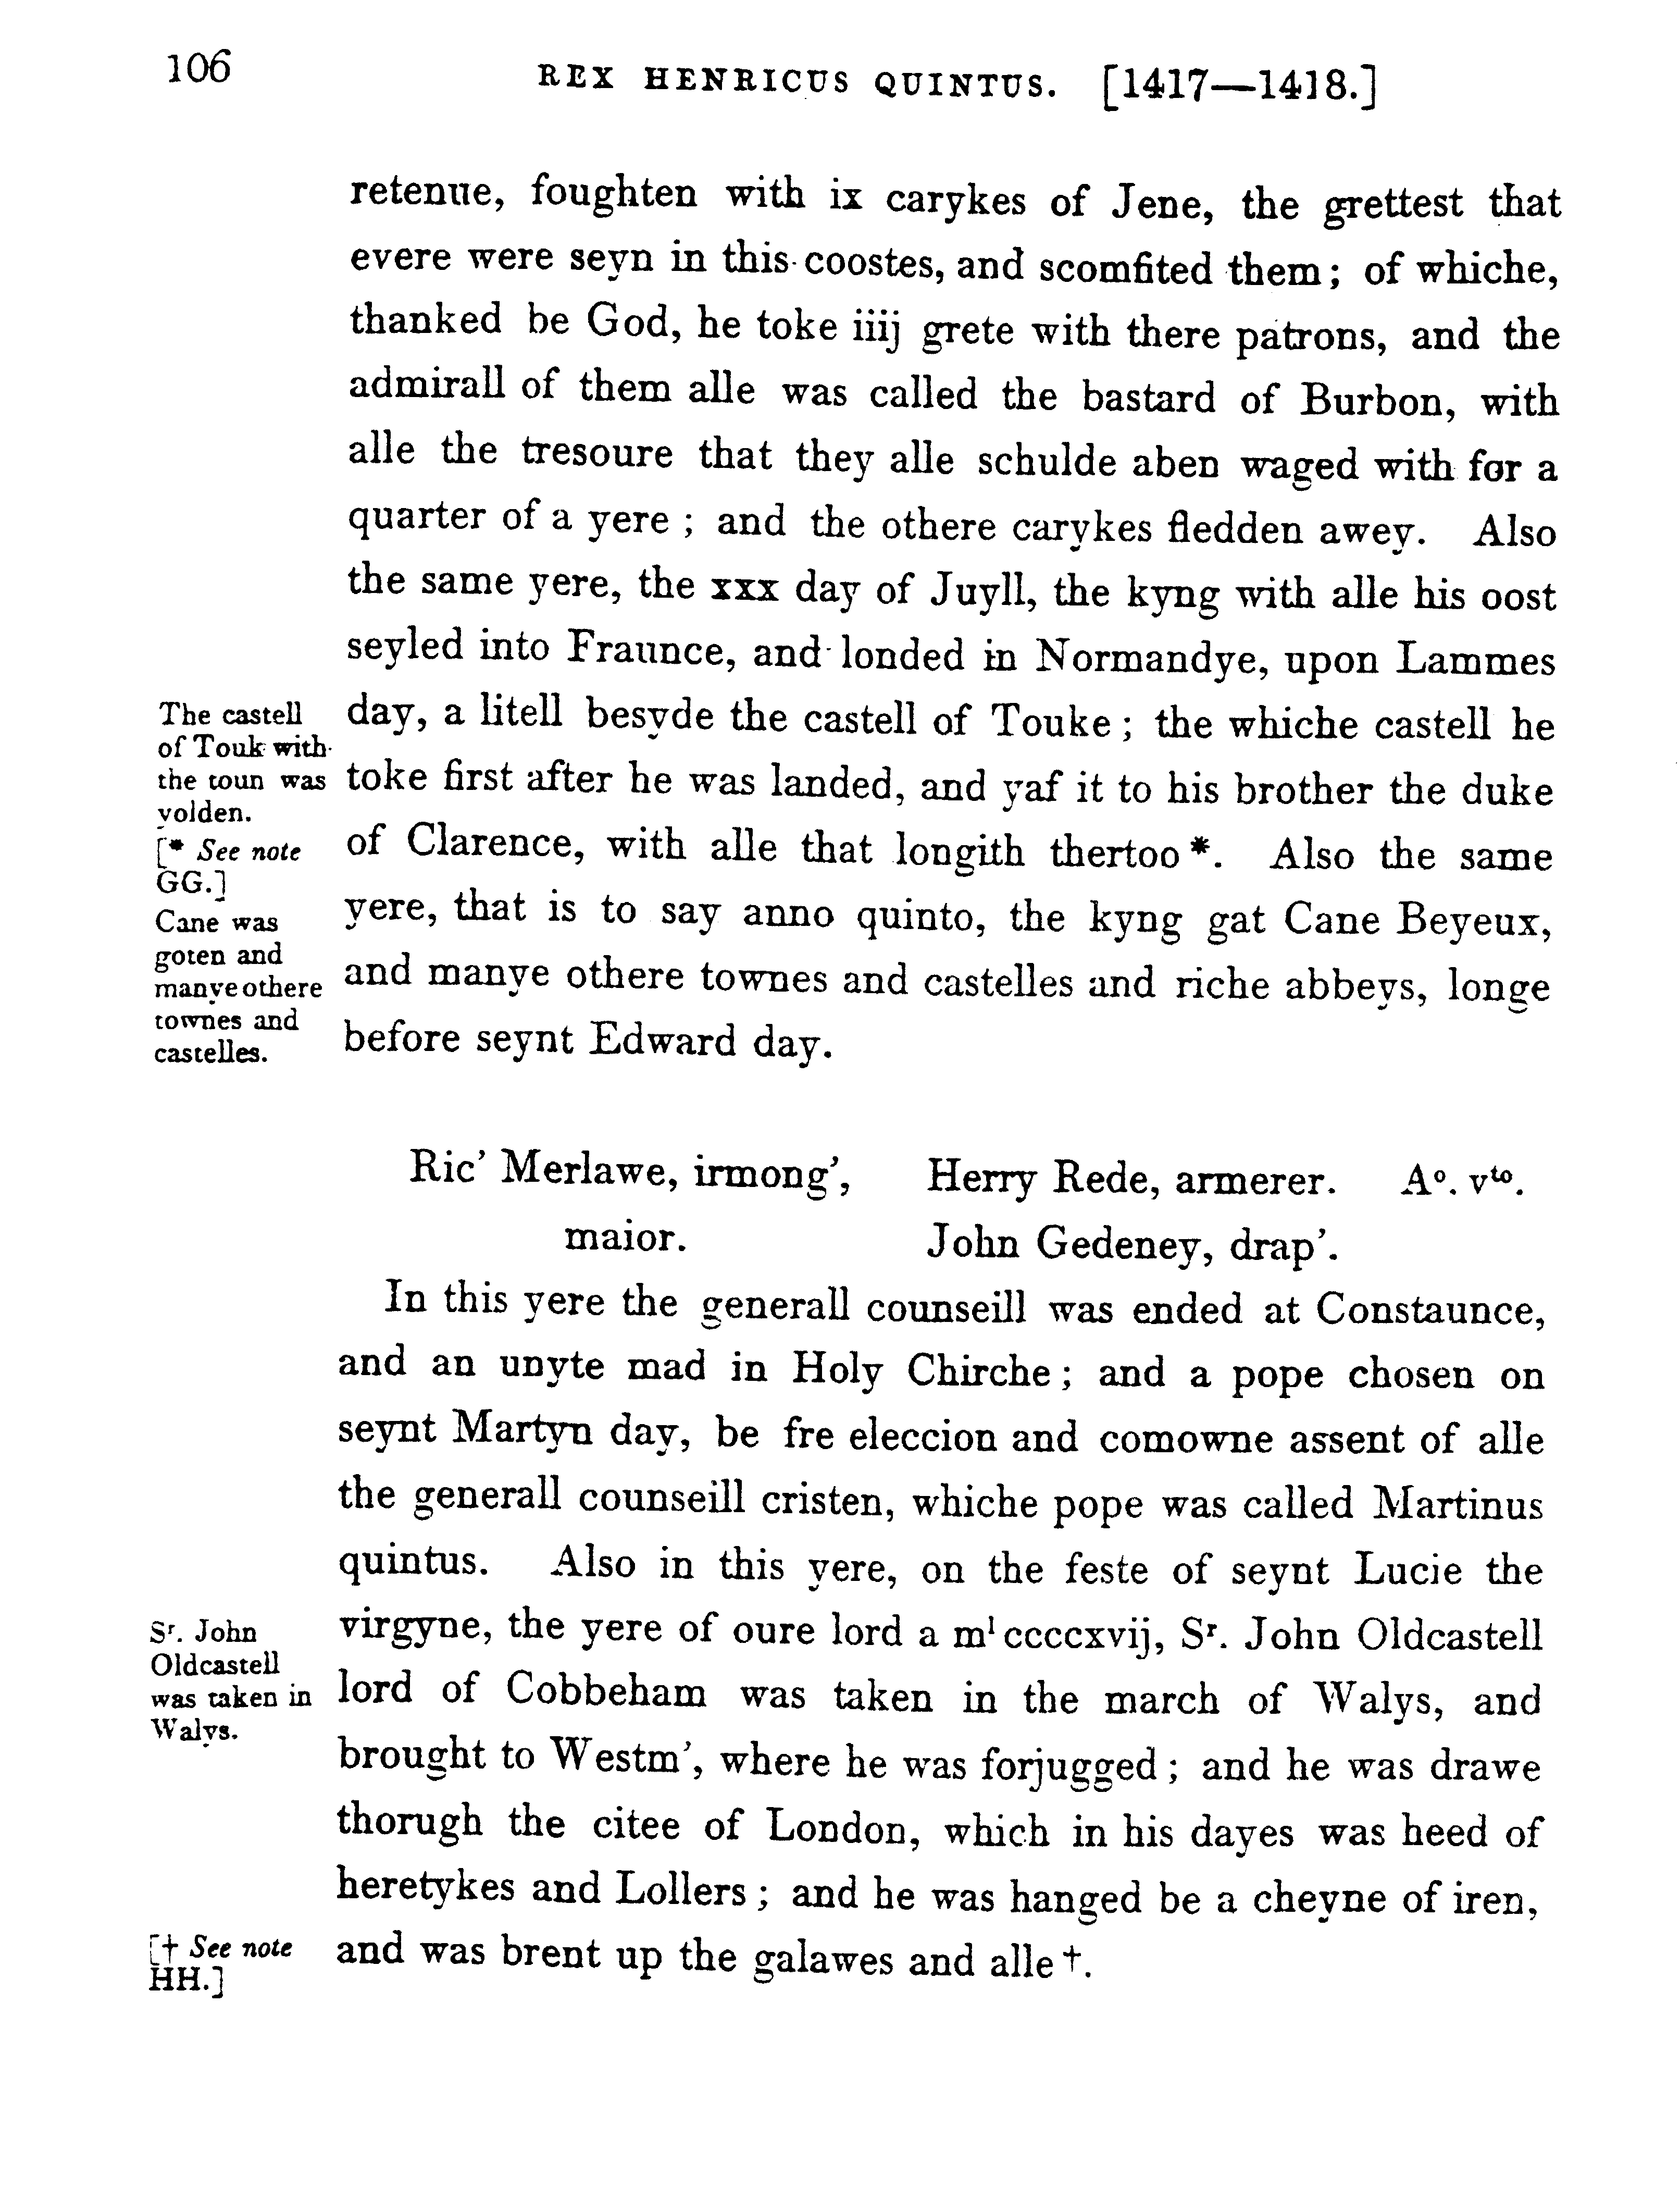 106
REX HENRICUS QUINTUS. [1417—1418.]
retenue, foughten with ix carykes of Jene, the grettest that
evere were seyn in this coostes, and scomfited them; of whiche,
thanked be God, he toke iiij grete with there patrons, and the
admirall of them alle was called the bastard of Burbon, with
alle the tresoure that they alle schulde aben waged with for a
quarter of a yere; and the othere carykes fledden awey. Also
the same yere, the xxx day of Juyll, the kyng with alle his oost
seyled into Fraunce, and londed in Normandye, upon Lammes
day, a litell besyde the castell of Touke; the whiche castell he
toke first after he was landed, and yaf it to his brother the duke
of Clarence, with alle that longith thertoo*. Also the same
yere, that is to say anno quinto, the kyng gat Cane Beyeux,
and manye othere townes and castelles and riche abbeys, longe
before seynt Edward day.
The castell
of Touk with
the toun was
yolden.
[* See note
GG.]
Cane was
goten and
manye othere
townes and
castelles.
Ric' Merlawe, irmong', Herry Rede, armerer. Aº. vᵗᵒ.
maior. John Gedeney, drap'.
In this yere the generall counseill was ended at Constaunce,
and an unyte mad in Holy Chirche; and a pope chosen on
seynt Martyn day, be fre eleccion and comowne assent of alle
the generall counseill cristen, whiche pope was called Martinus
quintus. Also in this yere, on the feste of seynt Lucie the
virgyne, the yere of oure lord a mˡ ccccxvij, Sʳ. John Oldcastell
lord of Cobbeham was taken in the march of Walys, and
brought to Westm', where he was forjugged; and he was drawe
thorugh the citee of London, which in his dayes was heed of
heretykes and Lollers; and he was hanged be a cheyne of iren,
and was brent up the galawes and alle†.
Sʳ. John
Oldcastell
was taken in
Walys.
[† See note
HH.]